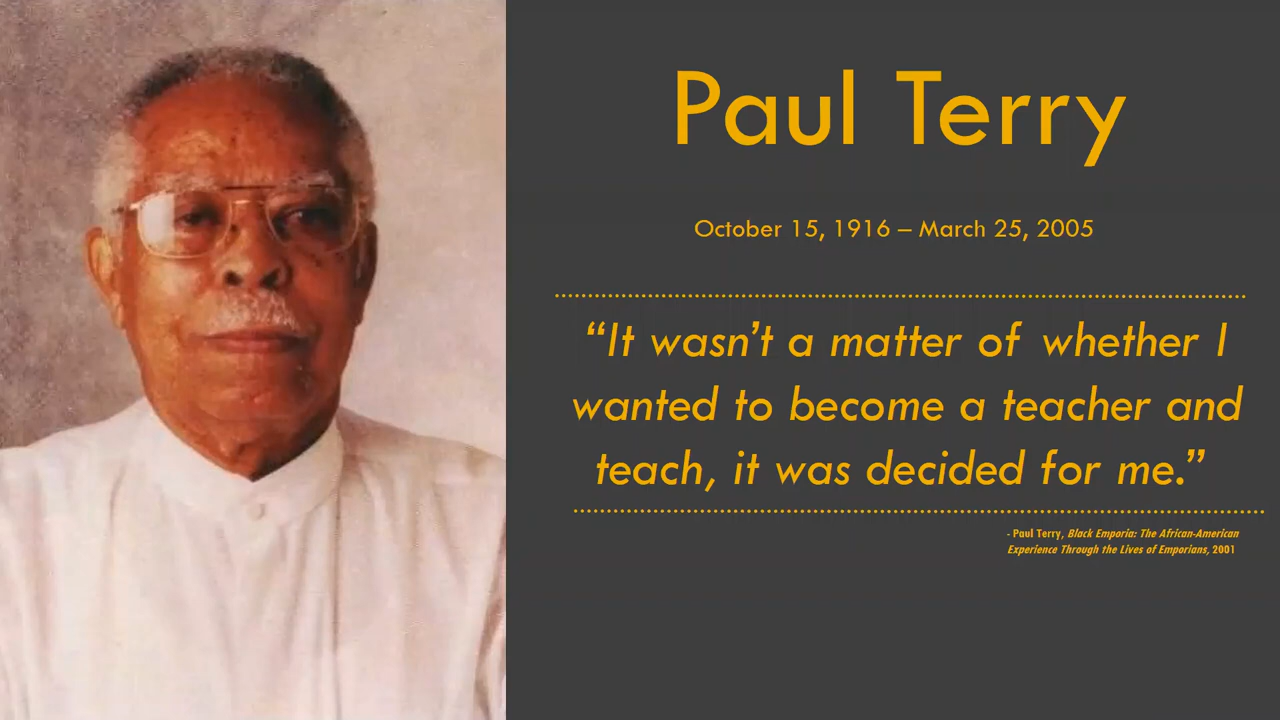 Paul Terry
October 15, 1916 – March 25, 2005
“It wasn’t a matter of whether I
wanted to become a teacher and
teach, it was decided for me.”
- Paul Terry, Black Emporia: The African-American
Experience Through the Lives of Emporians, 2001